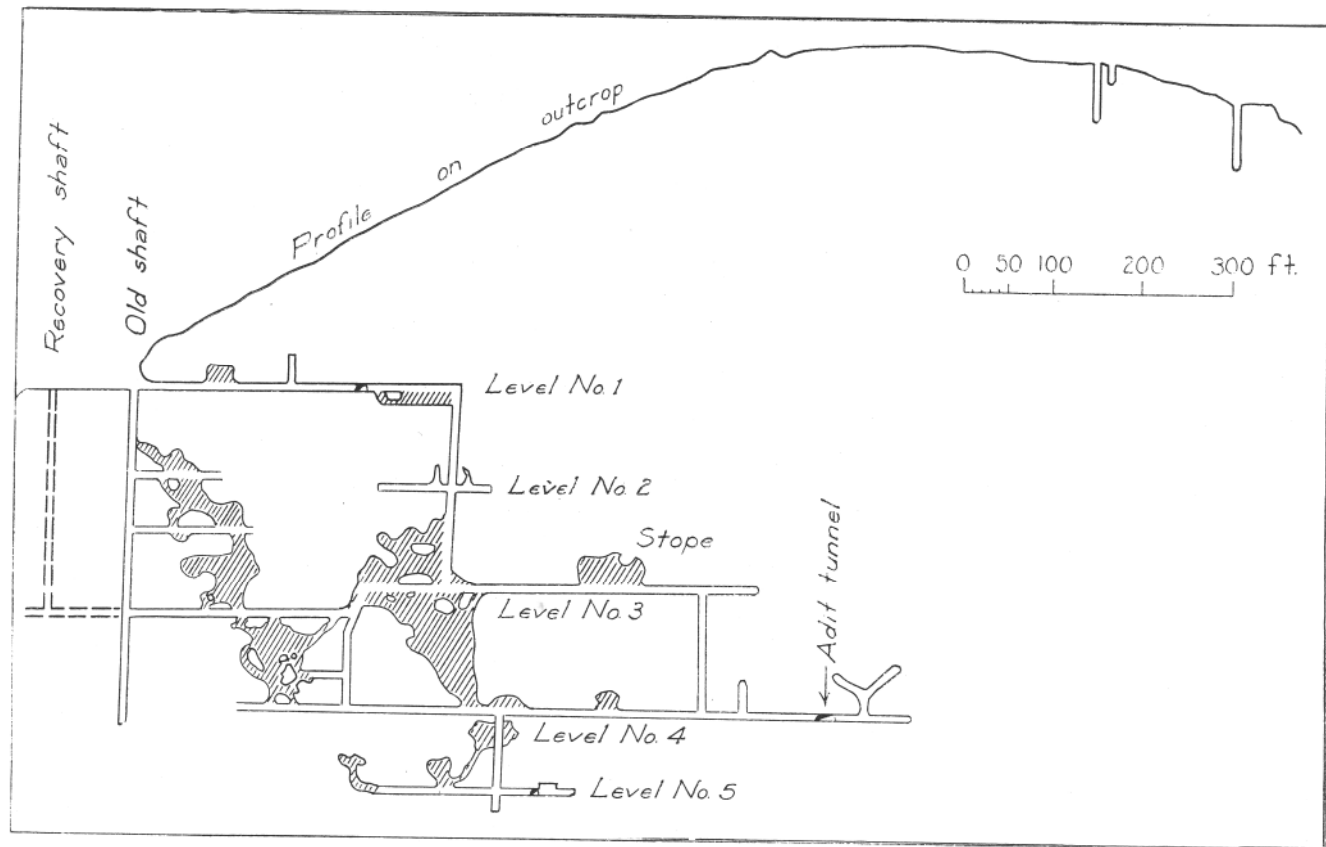 Profile on outcrop
Recovery shaft
Old shaft
0 50 100 200 300 ft.
Level No. 1
Level No. 2
Stope
Level No. 3
Adit tunnel
Level No. 4
Level No. 5